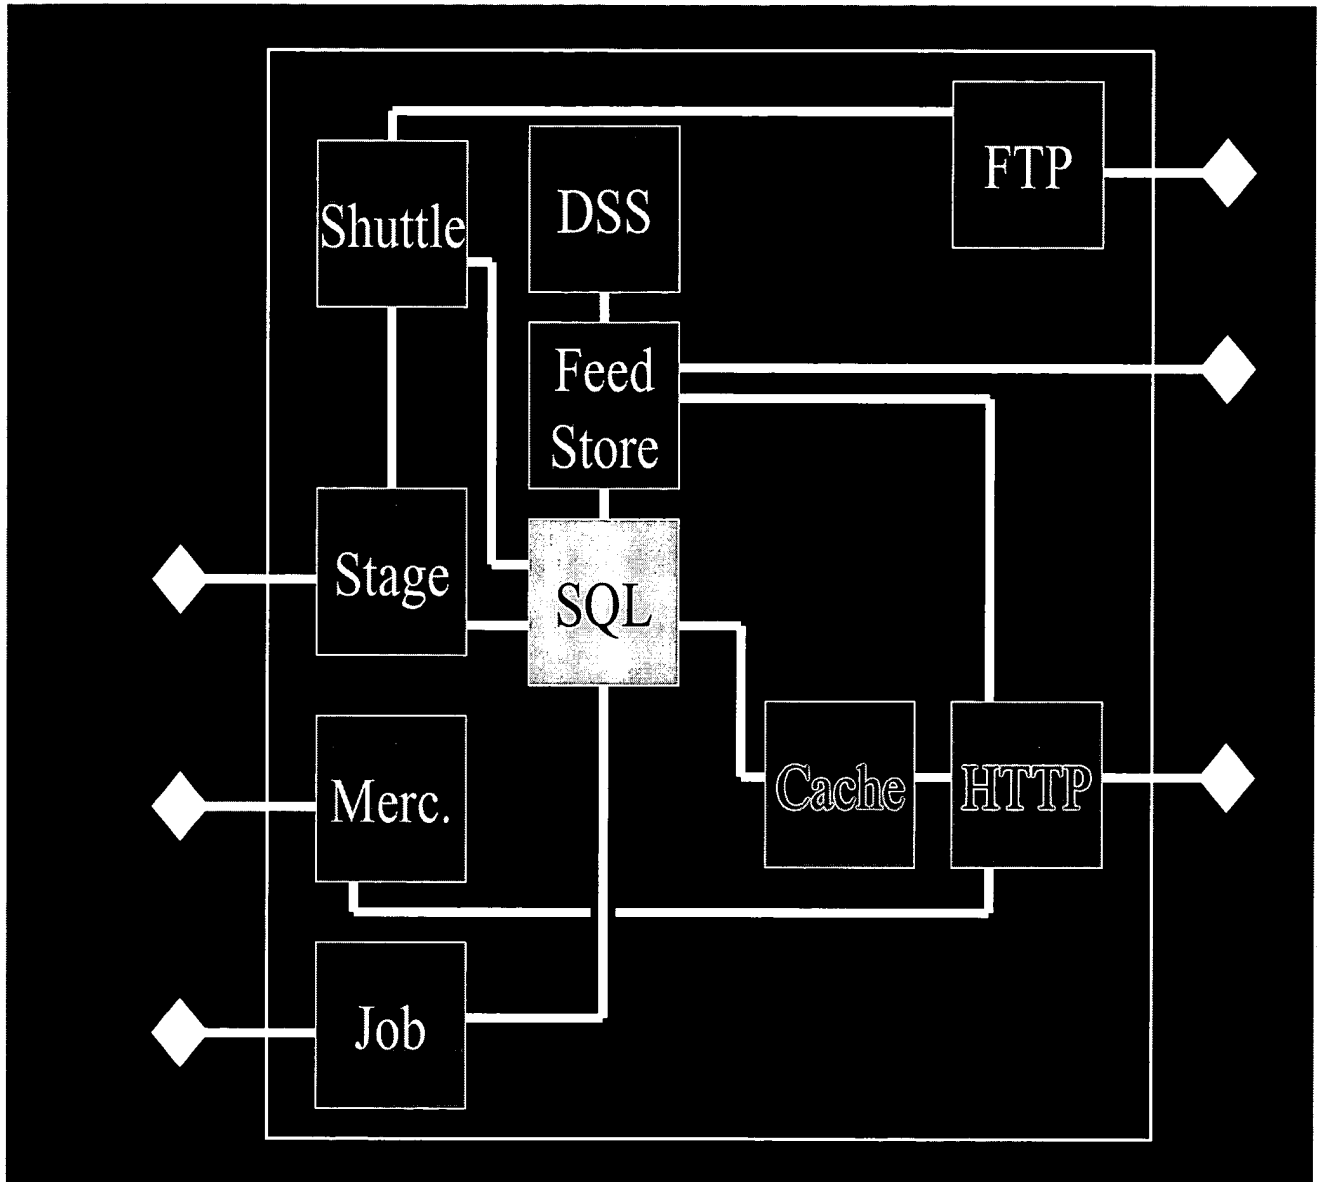 FTP
DSS
Shuttle
Feed
Store
Stage
SQL
Cache
HTTP
Merc.
Job